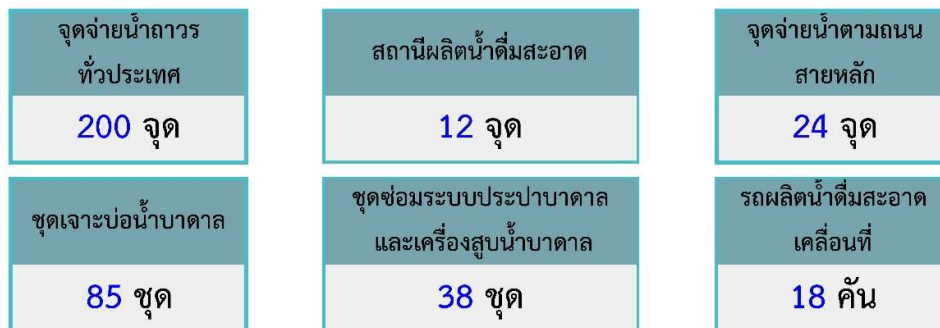 จุดจ่ายน้ำถาวร
ทั่วประเทศ
200 จุด
สถานีผลิตน้ำดื่มสะอาด
12 จุด
จุดจ่ายน้ำตามถนน
สายหลัก
24 จุด
ชุดเจาะบ่อน้ำบาดาล
85 ชุด
ชุดซ่อมระบบประปาบาดาล
และเครื่องสูบน้ำบาดาล
38 ชุด
รถผลิตน้ำดื่มสะอาด
เคลื่อนที่
18 คัน